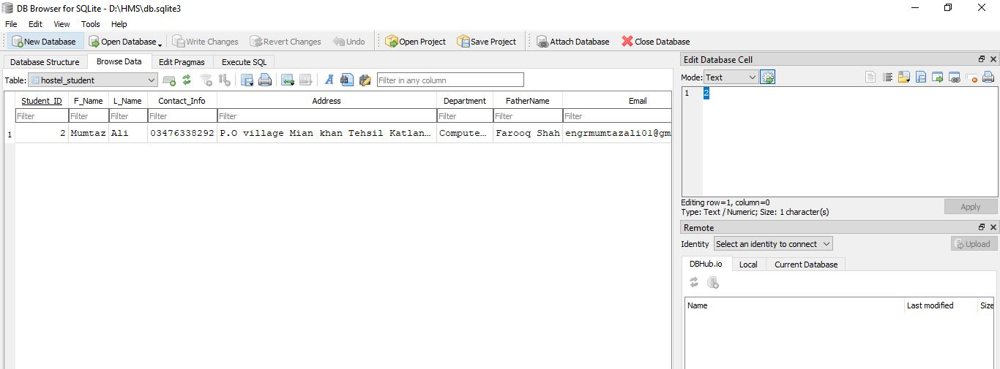 DB Browser for SQLite - D:\HMS\db.sqlite3
File Edit View Tools Help
New Database Open Database Write Changes Revert Changes Undo Open Project Save Project Attach Database Close Database
Database Structure Browse Data Edit Pragmas Execute SQL
Table: hostel_student Filter in any column
Student_ID F_Name L_Name Contact_Info Address Department FatherName Email
Filter Filter Filter Filter Filter Filter Filter Filter
1 2 Mumtaz Ali 03476338292 P.O village Mian khan Tehsil Katlan… Compute… Farooq Shah engrmumtazali01@gm
Edit Database Cell
Mode: Text
1 2
Editing row=1, column=0
Type: Text / Numeric; Size: 1 character(s)
Apply
Remote
Identity Select an identity to connect Upload
DBHub.io Local Current Database
Name Last modified Size